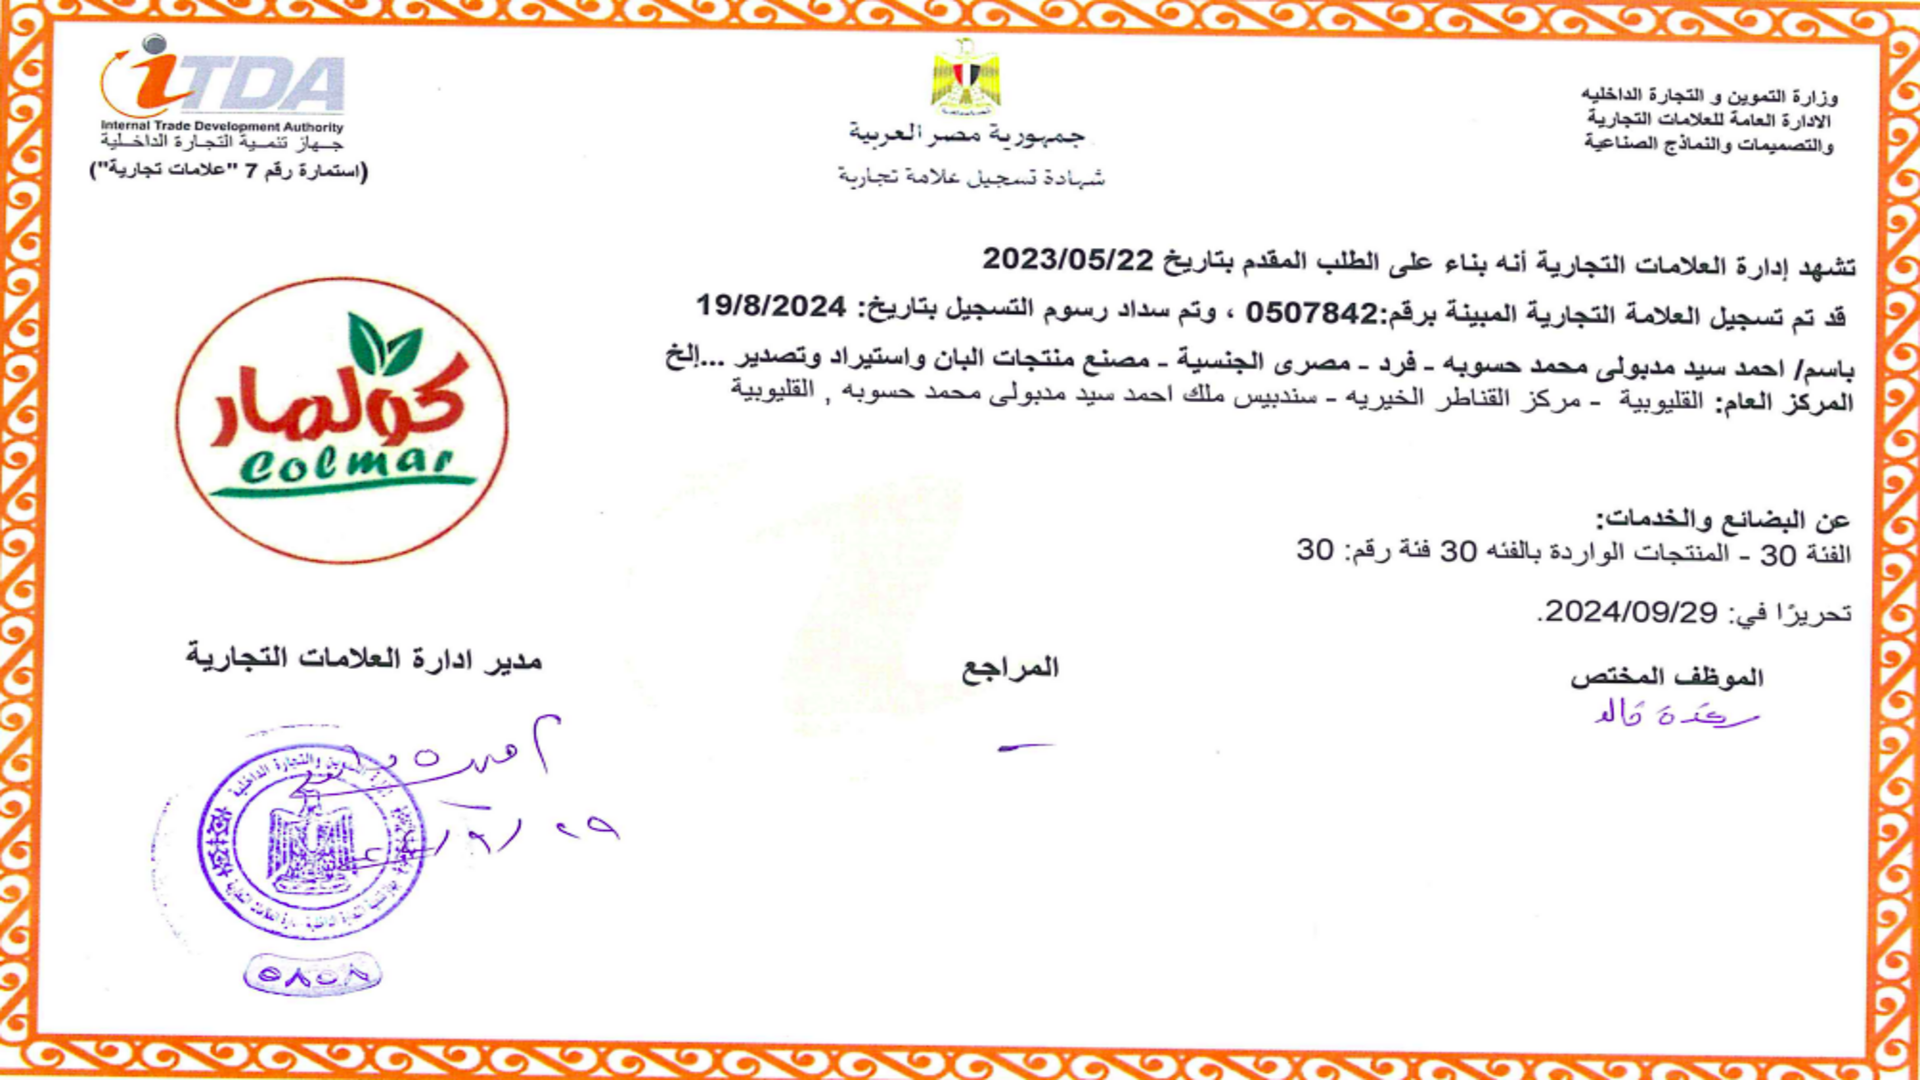 وزارة التموين و التجارة الداخليه
الادارة العامة للعلامات التجارية
والتصميمات والنماذج الصناعية
جمهورية مصر العربية
شهادة تسجيل علامة تجارية
iTDA
Internal Trade Development Authority
جهاز تنمية التجارة الداخلية
(استمارة رقم 7 "علامات تجارية")
تشهد إدارة العلامات التجارية أنه بناء على الطلب المقدم بتاريخ 2023/05/22
قد تم تسجيل العلامة التجارية المبينة برقم:0507842 ، وتم سداد رسوم التسجيل بتاريخ: 19/8/2024
باسم/ احمد سيد مدبولى محمد حسوبه - فرد - مصرى الجنسية - مصنع منتجات البان واستيراد وتصدير ...إلخ
المركز العام: القليوبية - مركز القناطر الخيريه - سندبيس ملك احمد سيد مدبولى محمد حسوبه , القليوبية
كولمار
Colmar
عن البضائع والخدمات:
الفئة 30 - المنتجات الواردة بالفئه 30 فئة رقم: 30
تحريرًا في: 2024/09/29.
الموظف المختص
المراجع
مدير ادارة العلامات التجارية
٥٨٥٨